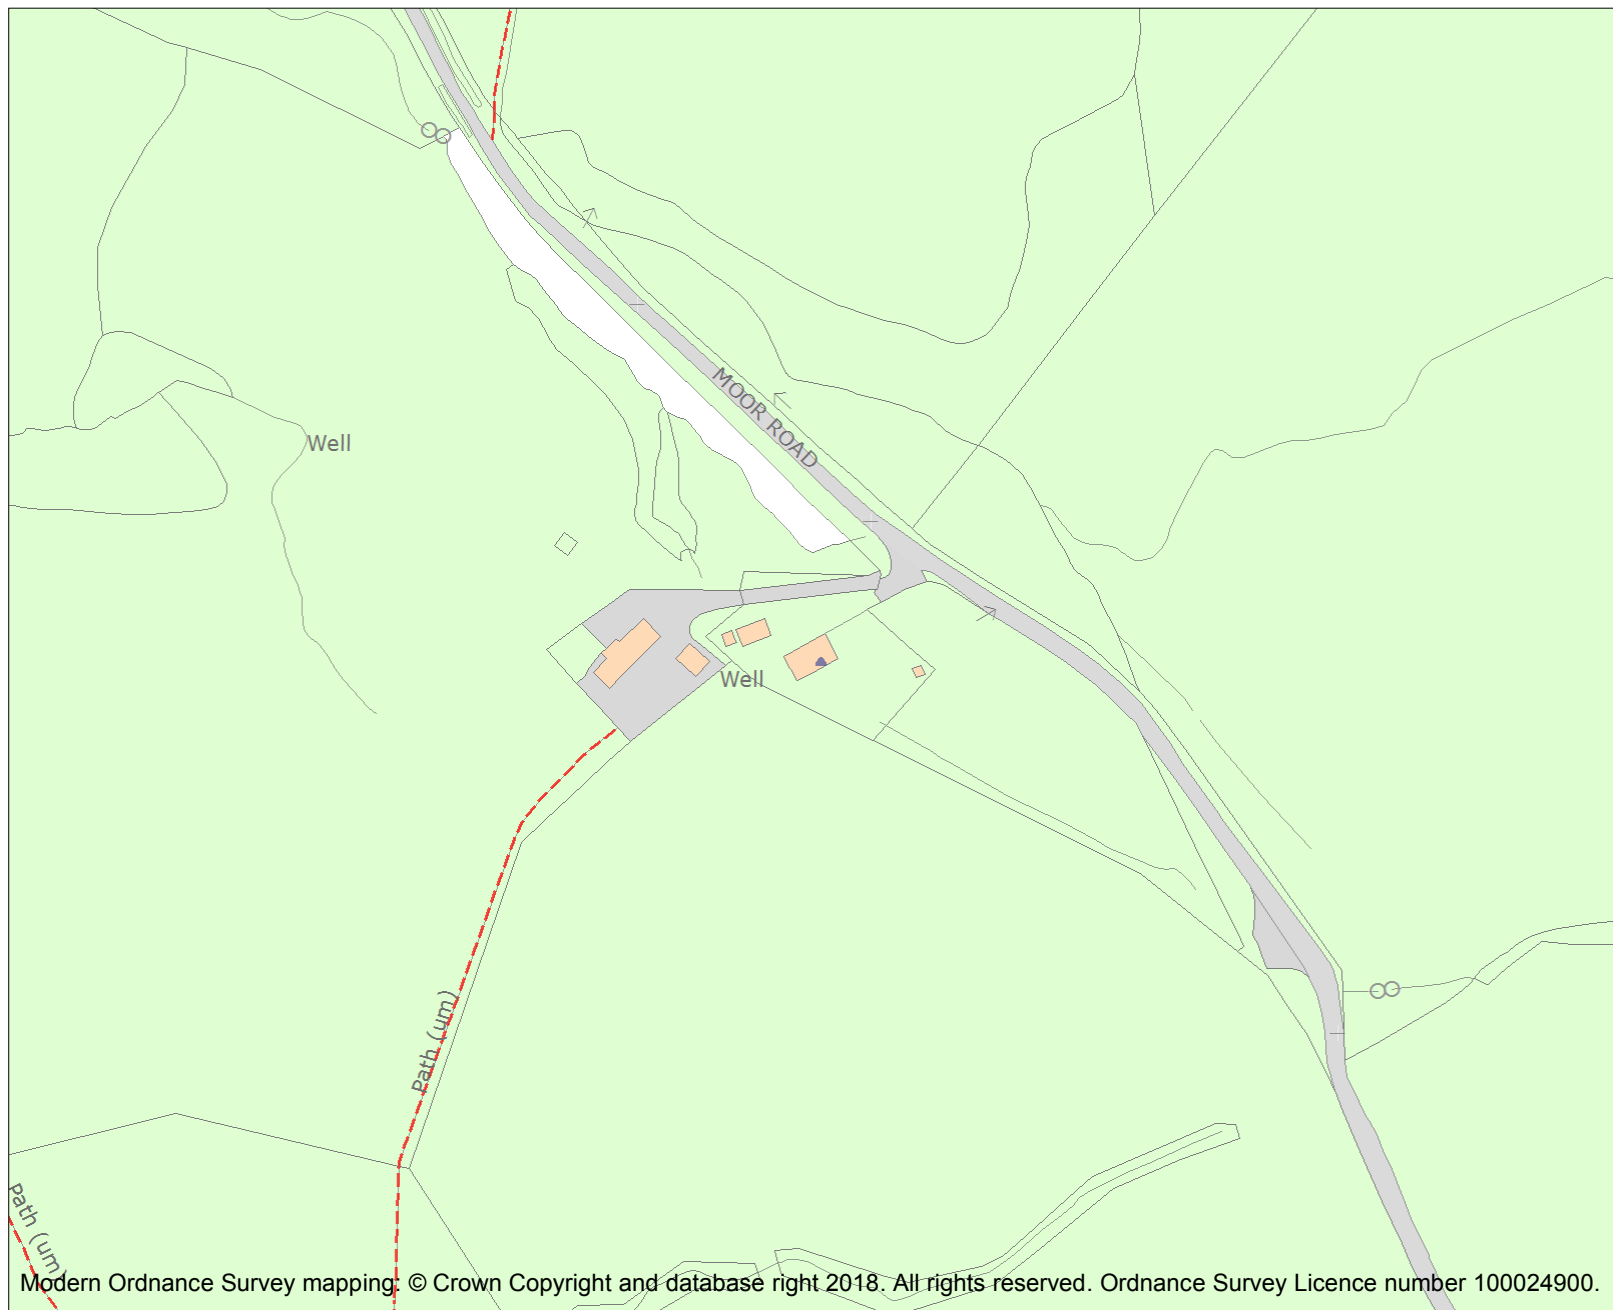 MOOR ROAD
Well
Well
Path (um)
Path (um)
Modern Ordnance Survey mapping: © Crown Copyright and database right 2018. All rights reserved. Ordnance Survey Licence number 100024900.